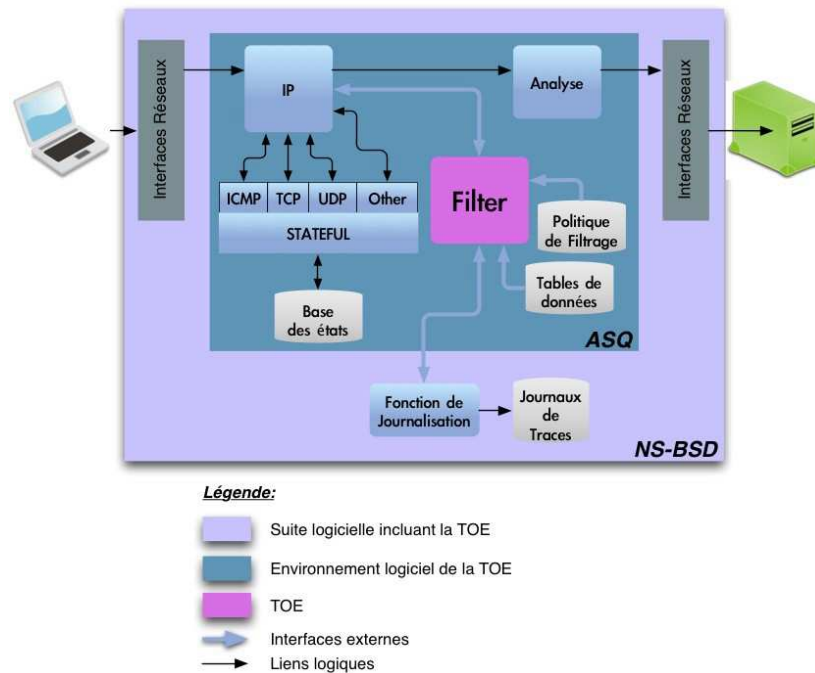 Interfaces Réseaux
IP
Analyse
Interfaces Réseaux
ICMP
TCP
UDP
Other
STATEFUL
Filter
Politique
de Filtrage
Tables de
données
Base
des états
ASQ
Fonction de
Journalisation
Journaux
de
Traces
NS-BSD
Légende:
Suite logicielle incluant la TOE
Environnement logiciel de la TOE
TOE
Interfaces externes
Liens logiques